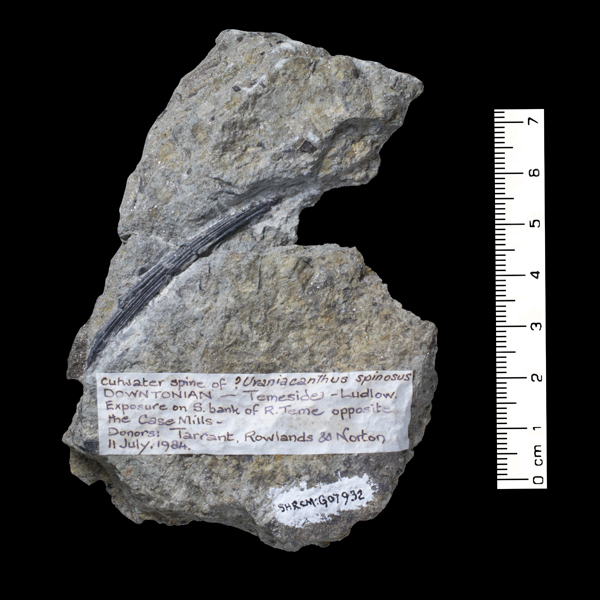 Cutwater spine of ? Uraniacanthus spinosus
DOWNTONIAN — Temeside, - Ludlow.
Exposure on S. bank of R. Teme opposite
the Case Mills -
Donors: Tarrant, Rowlands & Norton
11 July. 1984.
SHRCM:G07932
7
6
5
4
3
2
1
0 cm